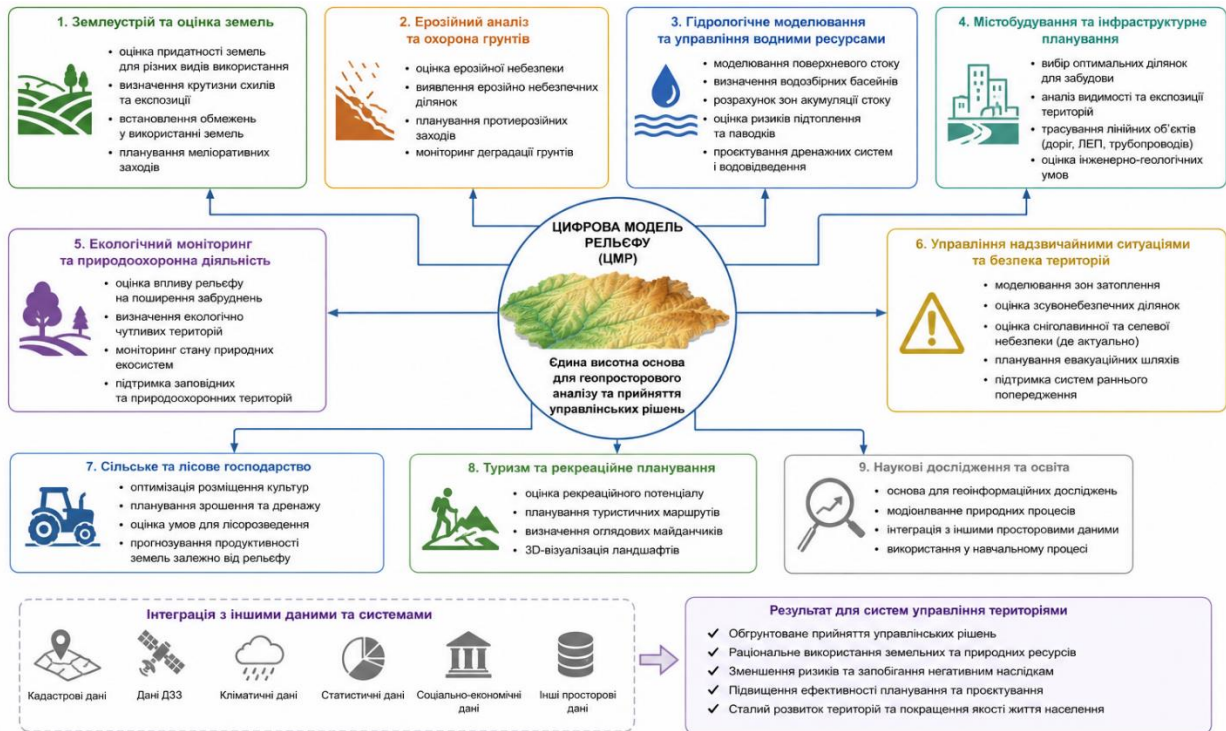 1. Землеустрій та оцінка земель
• оцінка придатності земель
для різних видів використання
• визначення крутизни схилів
та експозиції
• встановлення обмежень
у використанні земель
• планування меліоративних
заходів
2. Ерозійний аналіз
та охорона грунтів
• оцінка ерозійної небезпеки
• виявлення ерозійно небезпечних
ділянок
• планування протиерозійних
заходів
• моніторинг деградації грунтів
3. Гідрологічне моделювання
та управління водними ресурсами
• моделювання поверхневого стоку
• визначення водозбірних басейнів
• розрахунок зон акумуляції стоку
• оцінка ризиків підтоплення
та паводків
• проєктування дренажних систем
і водовідведення
4. Містобудування та інфраструктурне
планування
• вибір оптимальних ділянок
для забудови
• аналіз видимості та експозиції
територій
• трасування лінійних об’єктів
(доріг, ЛЕП, трубопроводів)
• оцінка інженерно-геологічних
умов
5. Екологічний моніторинг
та природоохоронна діяльність
• оцінка впливу рельєфу
на поширення забруднень
• визначення екологічно
чутливих територій
• моніторинг стану природних
екосистем
• підтримка заповідних
та природоохоронних територій
ЦИФРОВА МОДЕЛЬ
РЕЛЬЄФУ
(ЦМР)
Єдина висотна основа
для геопросторового
аналізу та прийняття
управлінських рішень
6. Управління надзвичайними ситуаціями
та безпека територій
• моделювання зон затоплення
• оцінка зсувонебезпечних ділянок
• оцінка сніголавинної та селевої
небезпеки (де актуально)
• планування евакуаційних шляхів
• підтримка систем раннього
попередження
7. Сільське та лісове господарство
• оптимізація розміщення культур
• планування зрошення та дренажу
• оцінка умов для лісорозведення
• прогнозування продуктивності
земель залежно від рельєфу
8. Туризм та рекреаційне планування
• оцінка рекреаційного потенціалу
• планування туристичних маршрутів
• визначення оглядових майданчиків
• 3D-візуалізація ландшафтів
9. Наукові дослідження та освіта
• основа для геоінформаційних досліджень
• модіонлванне природних процесів
• інтеграція з іншими просторовими даними
• використання у навчальному процесі
Інтеграція з іншими даними та системами
Кадастрові дані
Дані ДЗЗ
Кліматичні дані
Статистичні дані
Соціально-економічні
дані
Інші просторові
дані
Результат для систем управління територіями
✓ Обгрунтоване прийняття управлінських рішень
✓ Раціональне використання земельних та природних ресурсів
✓ Зменшення ризиків та запобігання негативним наслідкам
✓ Підвищення ефективності планування та проєктування
✓ Сталий розвиток територій та покращення якості життя населення